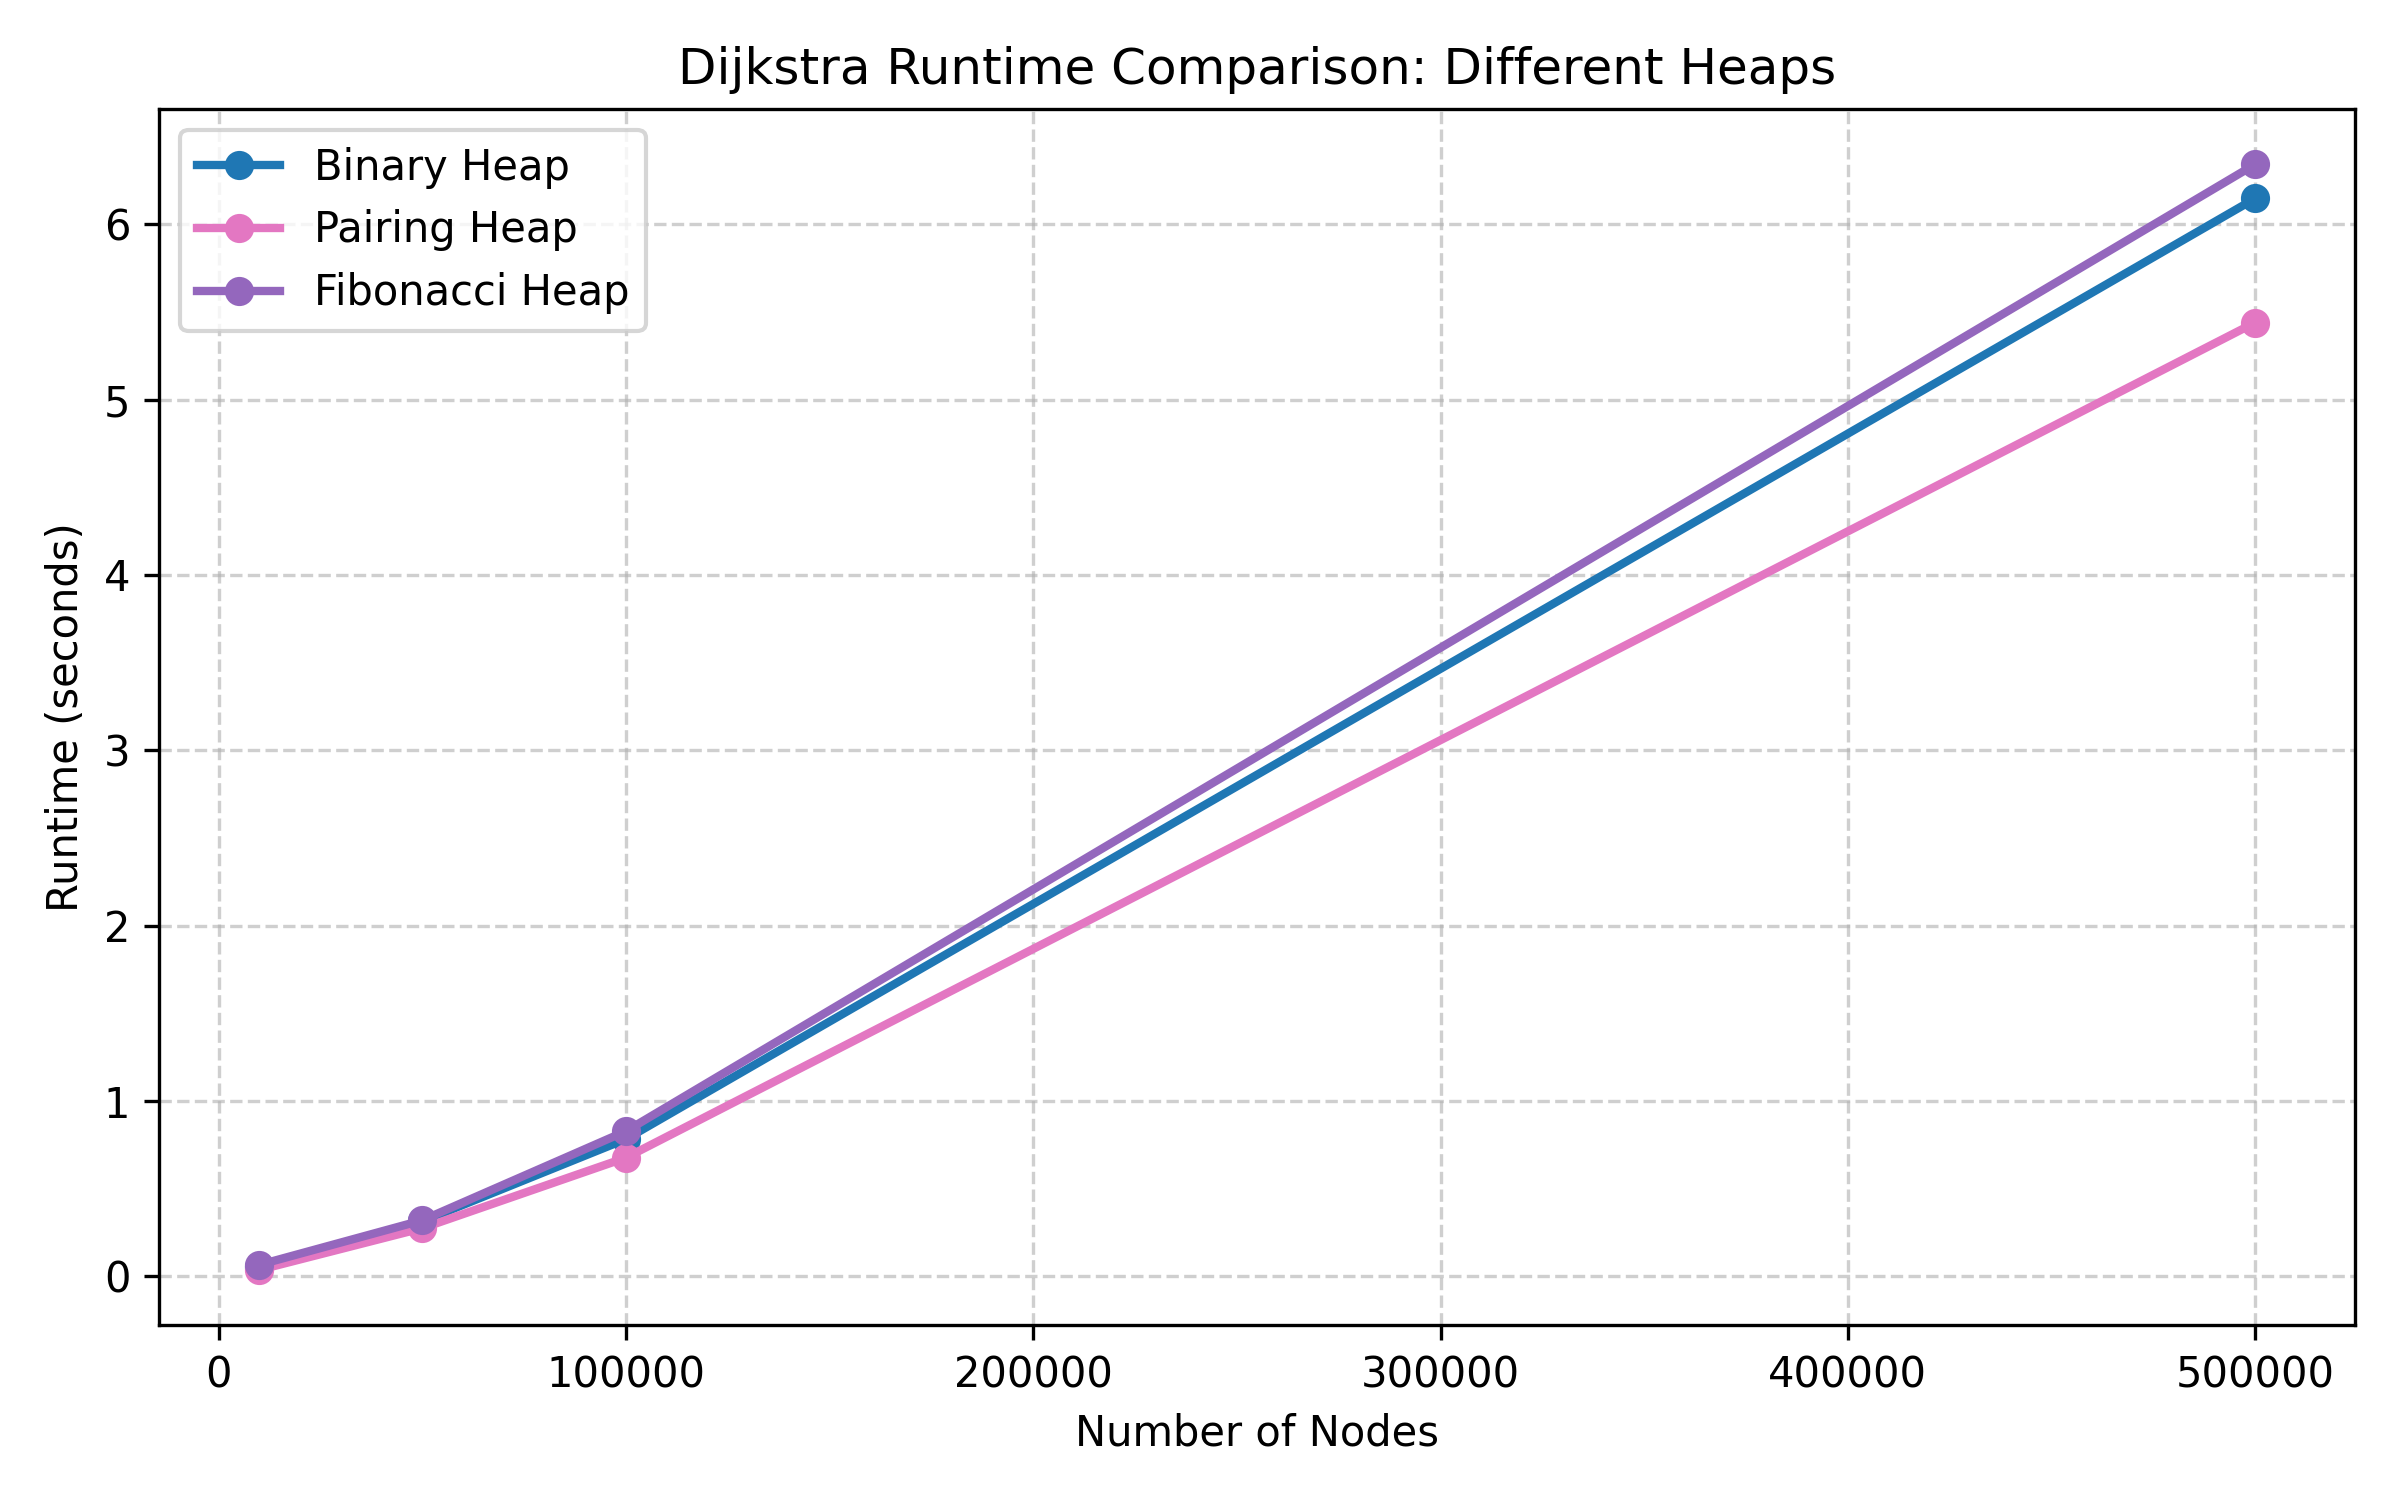 Dijkstra Runtime Comparison: Different Heaps
Binary Heap
Pairing Heap
Fibonacci Heap
6
5
4
3
2
1
0
Runtime (seconds)
0 100000 200000 300000 400000 500000
Number of Nodes